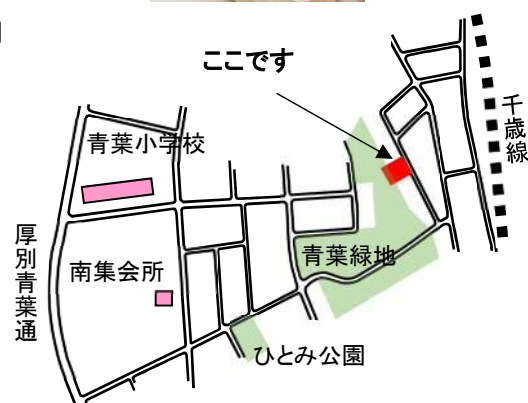 ここです
千歳線
青葉小学校
厚別青葉通
南集会所
青葉緑地
ひとみ公園